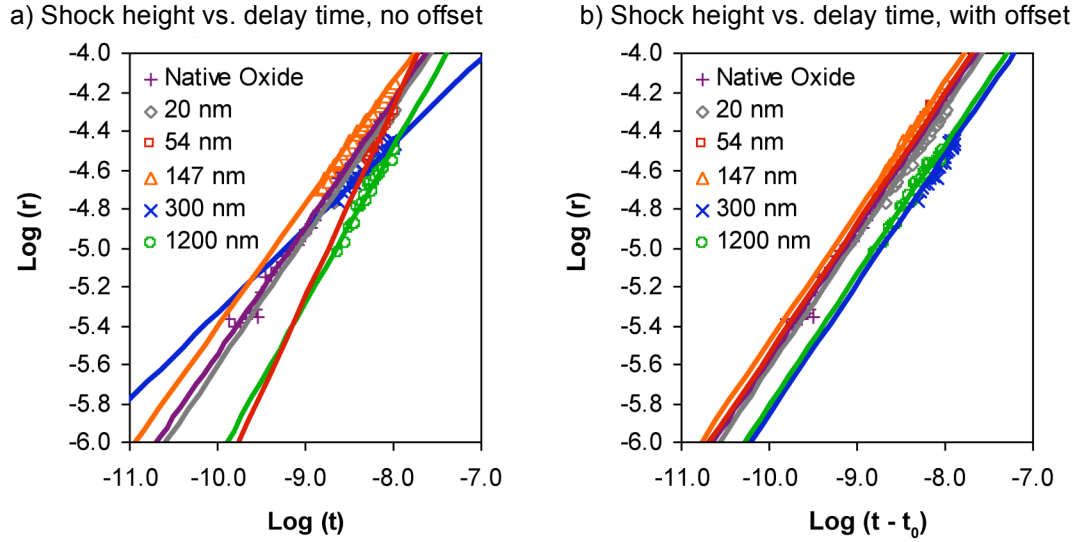 a) Shock height vs. delay time, no offset
-4.0
-4.2
-4.4
-4.6
-4.8
-5.0
-5.2
-5.4
-5.6
-5.8
-6.0
Log (r)
Native Oxide
20 nm
54 nm
147 nm
300 nm
1200 nm
-11.0 -10.0 -9.0 -8.0 -7.0
Log (t)
b) Shock height vs. delay time, with offset
-4.0
-4.2
-4.4
-4.6
-4.8
-5.0
-5.2
-5.4
-5.6
-5.8
-6.0
Log (r)
Native Oxide
20 nm
54 nm
147 nm
300 nm
1200 nm
-11.0 -10.0 -9.0 -8.0 -7.0
Log (t - t₀)